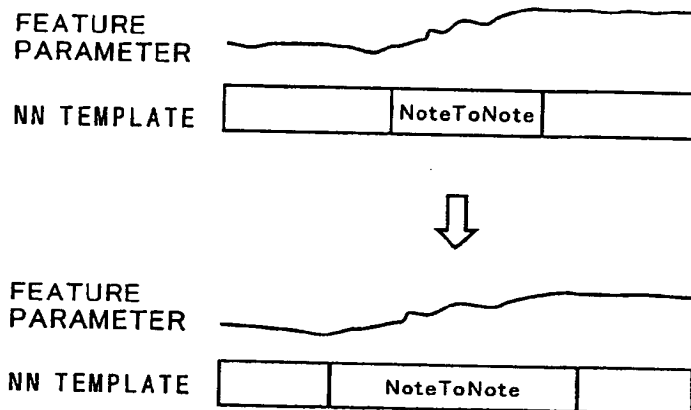 FEATURE
PARAMETER
NN TEMPLATE
NoteToNote
FEATURE
PARAMETER
NN TEMPLATE
NoteToNote